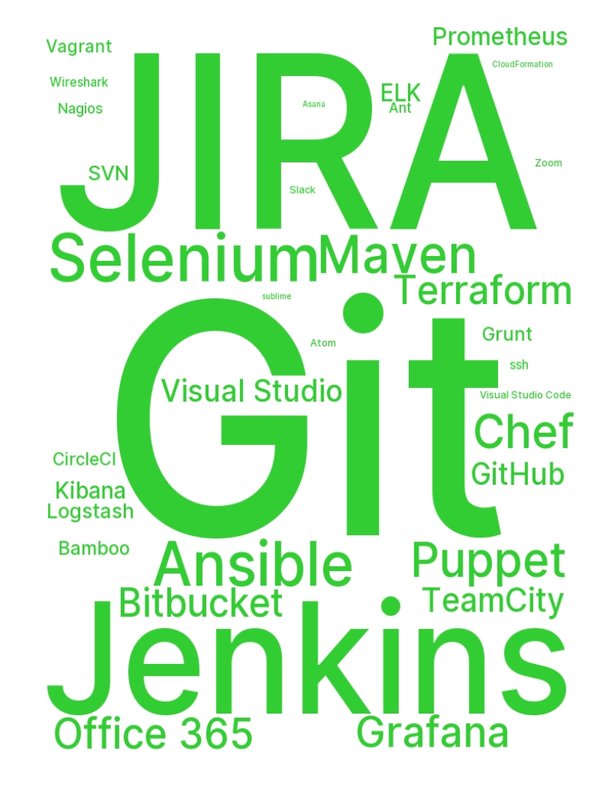 Prometheus
Vagrant
JIRA
CloudFormation
Wireshark
ELK
Asana
Ant
Nagios
Zoom
SVN
Slack
Selenium
Maven
Terraform
sublime
Git
Grunt
Atom
ssh
Visual Studio
Visual Studio Code
Chef
CircleCI
GitHub
Kibana
Logstash
Bamboo
Ansible
Puppet
Bitbucket
TeamCity
Jenkins
Office 365
Grafana